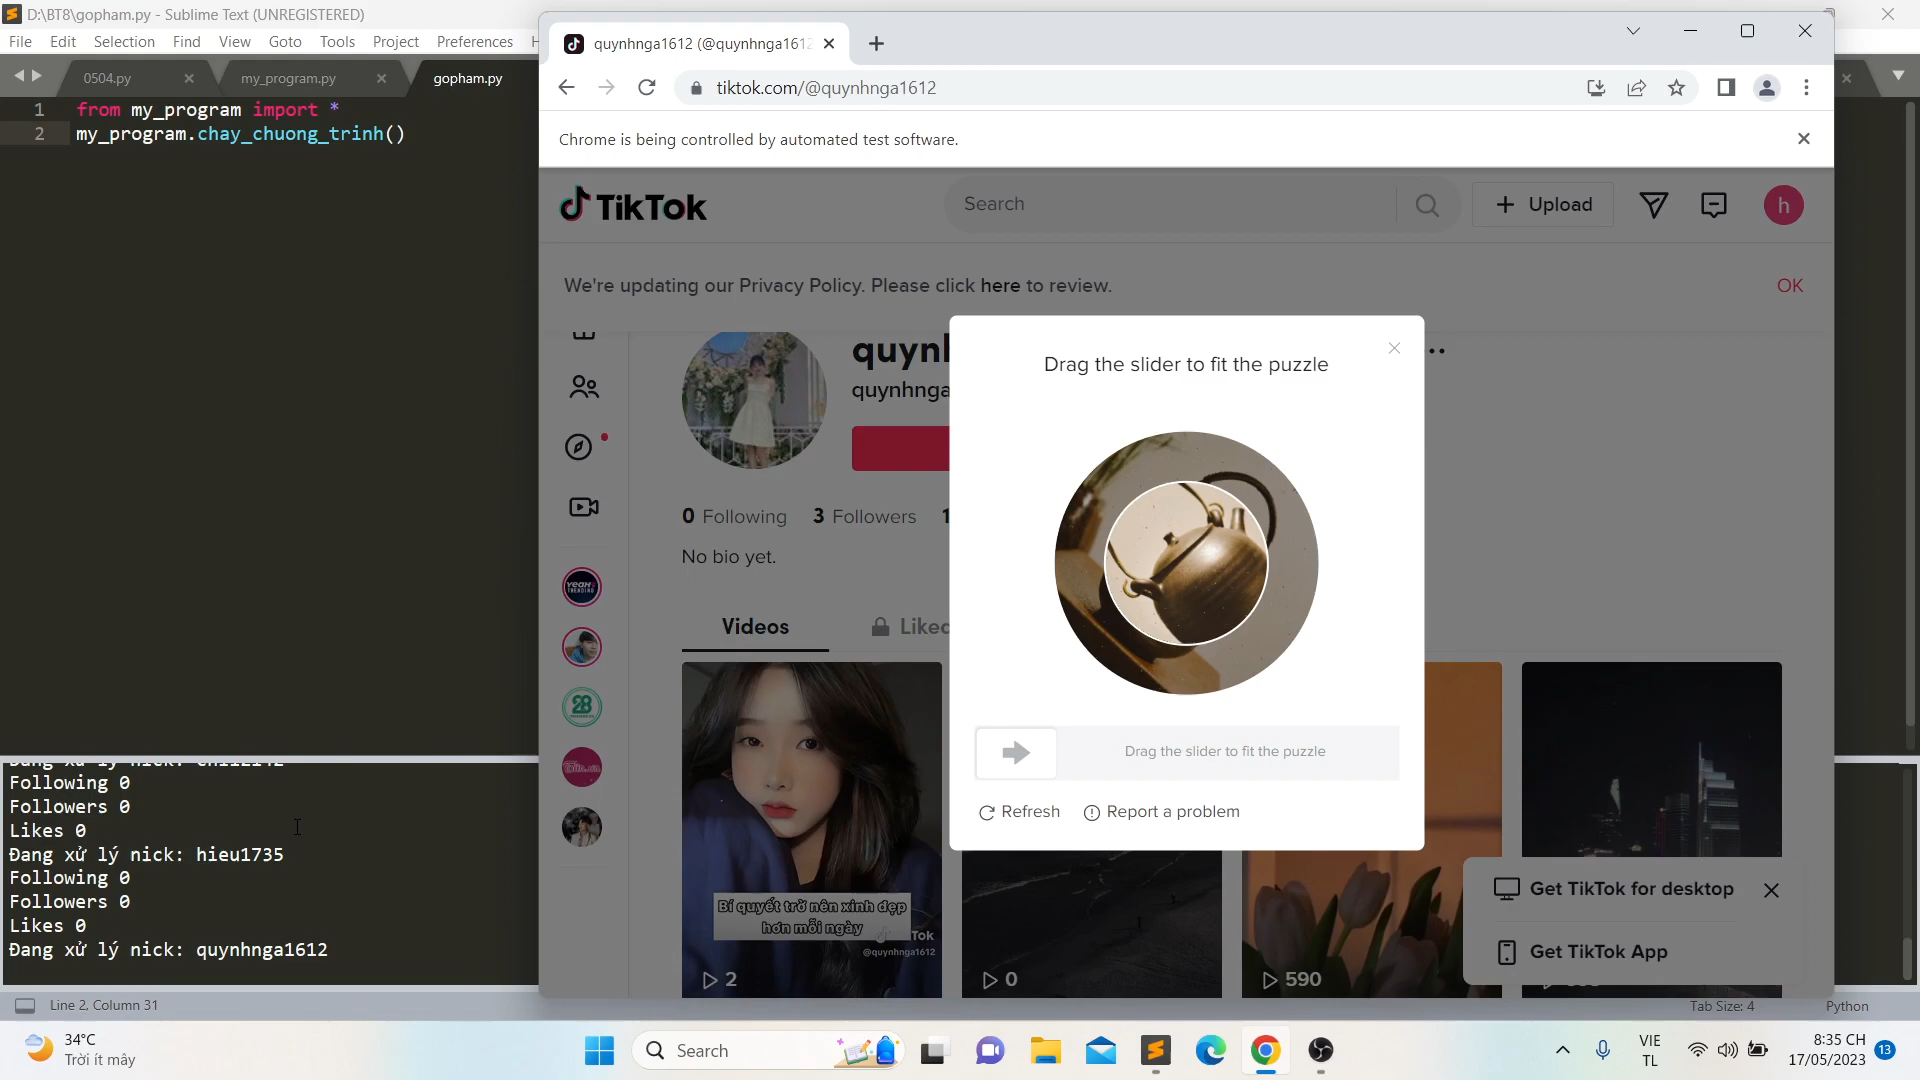 D:\BT8\gopham.py - Sublime Text (UNREGISTERED)
File Edit Selection Find View Goto Tools Project Preferences
0504.py
my_program.py
gopham.py
1 from my_program import *
2 my_program.chay_chuong_trinh()
Following 0
Followers 0
Likes 0
Đang xử lý nick: hieu1735
Following 0
Followers 0
Likes 0
Đang xử lý nick: quynhnga1612
Line 2, Column 31
Tab Size: 4
Python
quynhnga1612 (@quynhnga1612
tiktok.com/@quynhnga1612
Chrome is being controlled by automated test software.
TikTok
Search
Upload
h
We're updating our Privacy Policy. Please click here to review.
OK
quynhnga
0 Following 3 Followers 1
No bio yet.
Videos
Liked
YEAH1
TRENDING
28
Bí quyết trở nên xinh đẹp
hơn mỗi ngày
Tok
@quynhnga1612
2
0
590
Drag the slider to fit the puzzle
Drag the slider to fit the puzzle
Refresh
Report a problem
Get TikTok for desktop
Get TikTok App
34°C
Trời ít mây
Search
VIE
TL
8:35 CH
17/05/2023
13